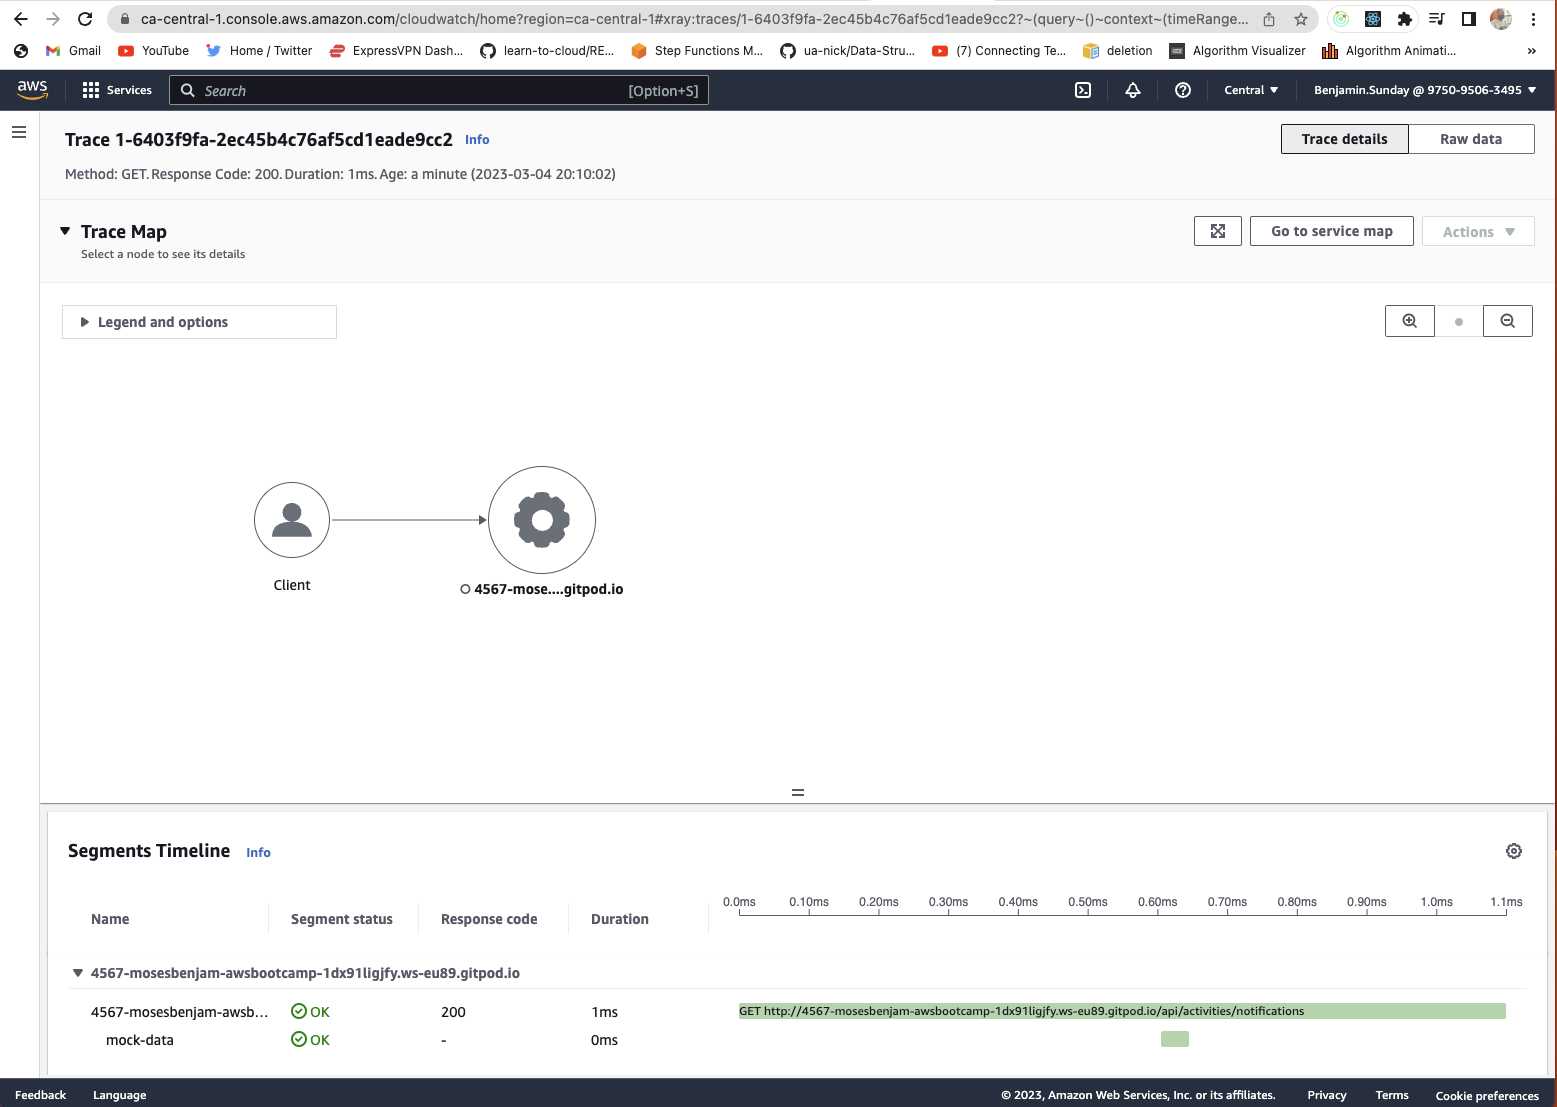 ca-central-1.console.aws.amazon.com/cloudwatch/home?region=ca-central-1#xray:traces/1-6403f9fa-2ec45b4c76af5cd1eade9cc2?~(query~()~context~(timeRange...
Gmail YouTube Home / Twitter ExpressVPN Dash... learn-to-cloud/RE... Step Functions M... ua-nick/Data-Stru... (7) Connecting Te... deletion Algorithm Visualizer Algorithm Animati... »
aws Services Search [Option+S] Central Benjamin.Sunday @ 9750-9506-3495
Trace 1-6403f9fa-2ec45b4c76af5cd1eade9cc2 Info Trace details Raw data
Method: GET. Response Code: 200. Duration: 1ms. Age: a minute (2023-03-04 20:10:02)
Trace Map Go to service map Actions
Select a node to see its details
Legend and options
Client 4567-mose....gitpod.io
Segments Timeline Info
0.0ms 0.10ms 0.20ms 0.30ms 0.40ms 0.50ms 0.60ms 0.70ms 0.80ms 0.90ms 1.0ms 1.1ms
Name Segment status Response code Duration
4567-mosesbenjam-awsbootcamp-1dx91ligjfy.ws-eu89.gitpod.io
4567-mosesbenjam-awsb... OK 200 1ms GET http://4567-mosesbenjam-awsbootcamp-1dx91ligjfy.ws-eu89.gitpod.io/api/activities/notifications
mock-data OK - 0ms
Feedback Language © 2023, Amazon Web Services, Inc. or its affiliates. Privacy Terms Cookie preferences